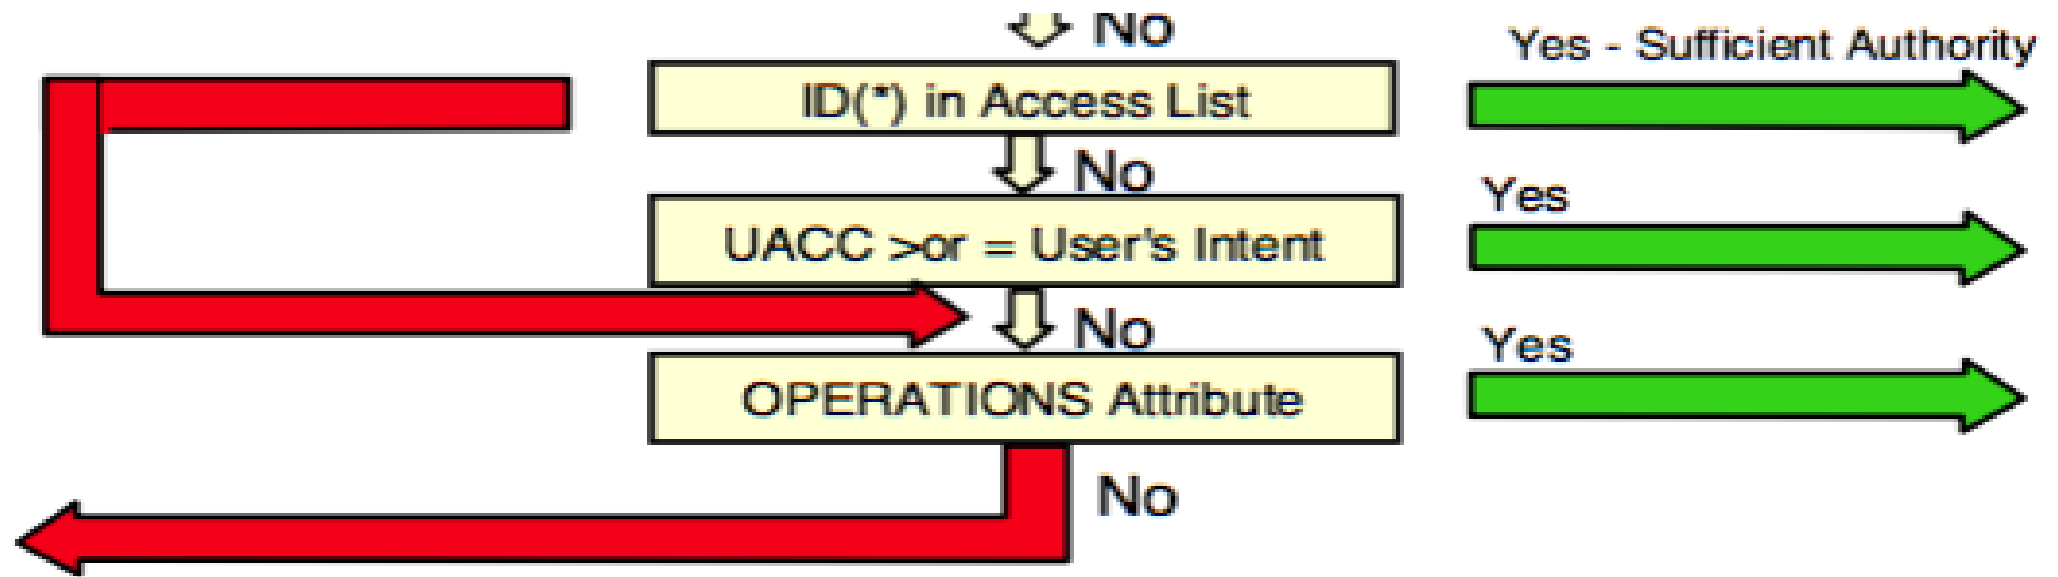 No
Yes - Sufficient Authority
ID(*) in Access List
No
Yes
UACC >or = User's Intent
No
Yes
OPERATIONS Attribute
No